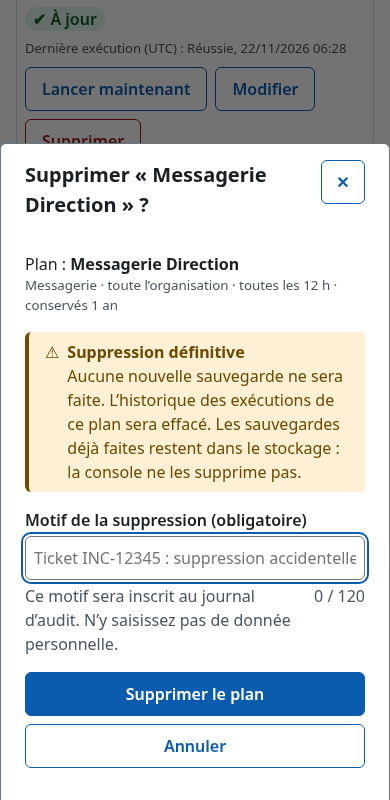 ✔ À jour
Dernière exécution (UTC) : Réussie, 22/11/2026 06:28
Lancer maintenant
Modifier
Supprimer
Supprimer « Messagerie
Direction » ?
×
Plan : Messagerie Direction
Messagerie · toute l’organisation · toutes les 12 h ·
conservés 1 an
⚠ Suppression définitive
Aucune nouvelle sauvegarde ne sera
faite. L’historique des exécutions de
ce plan sera effacé. Les sauvegardes
déjà faites restent dans le stockage :
la console ne les supprime pas.
Motif de la suppression (obligatoire)
Ticket INC-12345 : suppression accidentelle
Ce motif sera inscrit au journal
d’audit. N’y saisissez pas de donnée
personnelle.
0 / 120
Supprimer le plan
Annuler